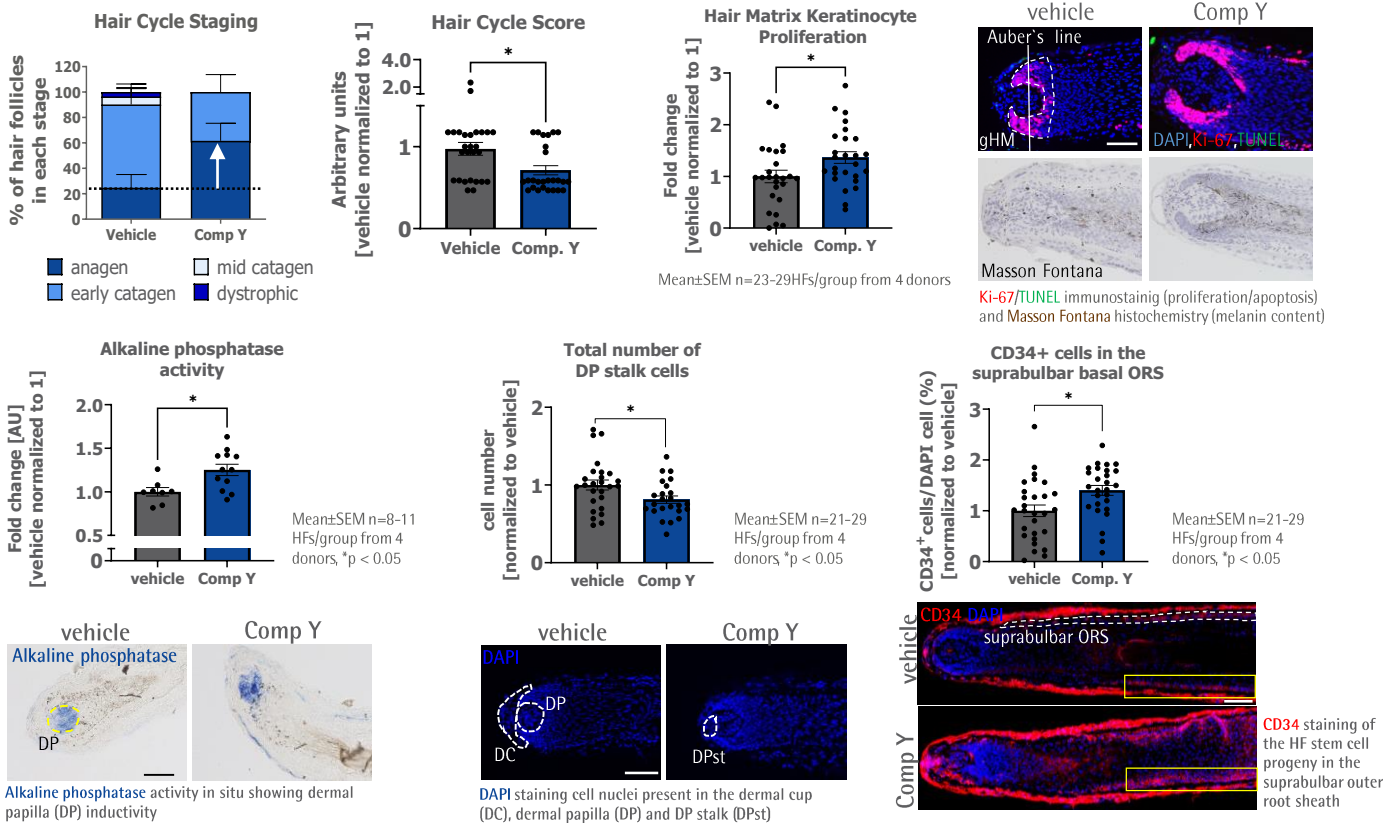 Hair Cycle Staging
% of hair follicles
in each stage
120
100
80
60
40
20
0
Vehicle
Comp Y
anagen
mid catagen
early catagen
dystrophic
Hair Cycle Score
Arbitrary units
[vehicle normalized to 1]
4.0
2.0
1
0
*
Vehicle
Comp. Y
Hair Matrix Keratinocyte
Proliferation
Fold change
[vehicle normalized to 1]
3
2
1
0
*
vehicle
Comp. Y
Mean±SEM n=23-29HFs/group from 4 donors
vehicle
Comp Y
Auber`s line
gHM
DAPI,Ki-67,TUNEL
Masson Fontana
Ki-67/TUNEL immunostainig (proliferation/apoptosis)
and Masson Fontana histochemistry (melanin content)
Alkaline phosphatase
activity
Fold change [AU]
[vehicle normalized to 1]
2.0
1.5
1.0
0.5
0
*
vehicle
Comp Y
Mean±SEM n=8-11
HFs/group from 4
donors, *p < 0.05
Total number of
DP stalk cells
cell number
[normalized to vehicle]
2
1
0
*
vehicle
Comp Y
Mean±SEM n=21-29
HFs/group from 4
donors, *p < 0.05
CD34+ cells in the
suprabulbar basal ORS
CD34+cells/DAPI cell (%)
[normalized to vehicle]
3
2
1
0
*
vehicle
Comp. Y
Mean±SEM n=21-29
HFs/group from 4
donors, *p < 0.05
vehicle
Comp Y
Alkaline phosphatase
DP
Alkaline phosphatase activity in situ showing dermal
papilla (DP) inductivity
vehicle
Comp Y
DAPI
DP
DC
DPst
DAPI staining cell nuclei present in the dermal cup
(DC), dermal papilla (DP) and DP stalk (DPst)
vehicle
CD34,DAPI
suprabulbar ORS
Comp Y
CD34 staining of
the HF stem cell
progeny in the
suprabulbar outer
root sheath